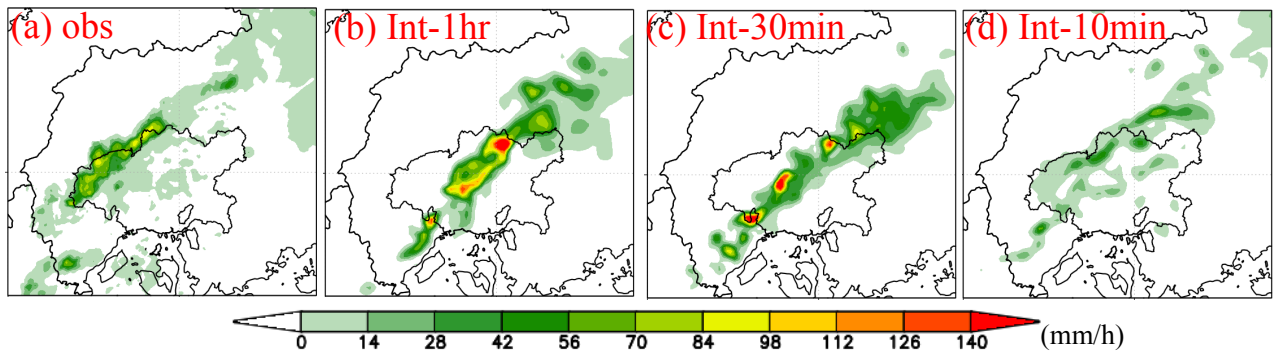 (a) obs
(b) Int-1hr
(c) Int-30min
(d) Int-10min
0 14 28 42 56 70 84 98 112 126 140 (mm/h)